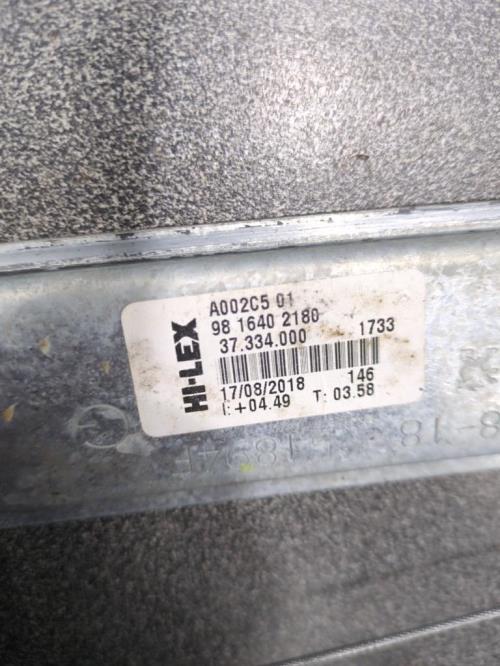 HI-LEX
A002C5 01
98 1640 2180
37.334.000 1733
17/08/2018 146
I:+04.49 T: 03.58